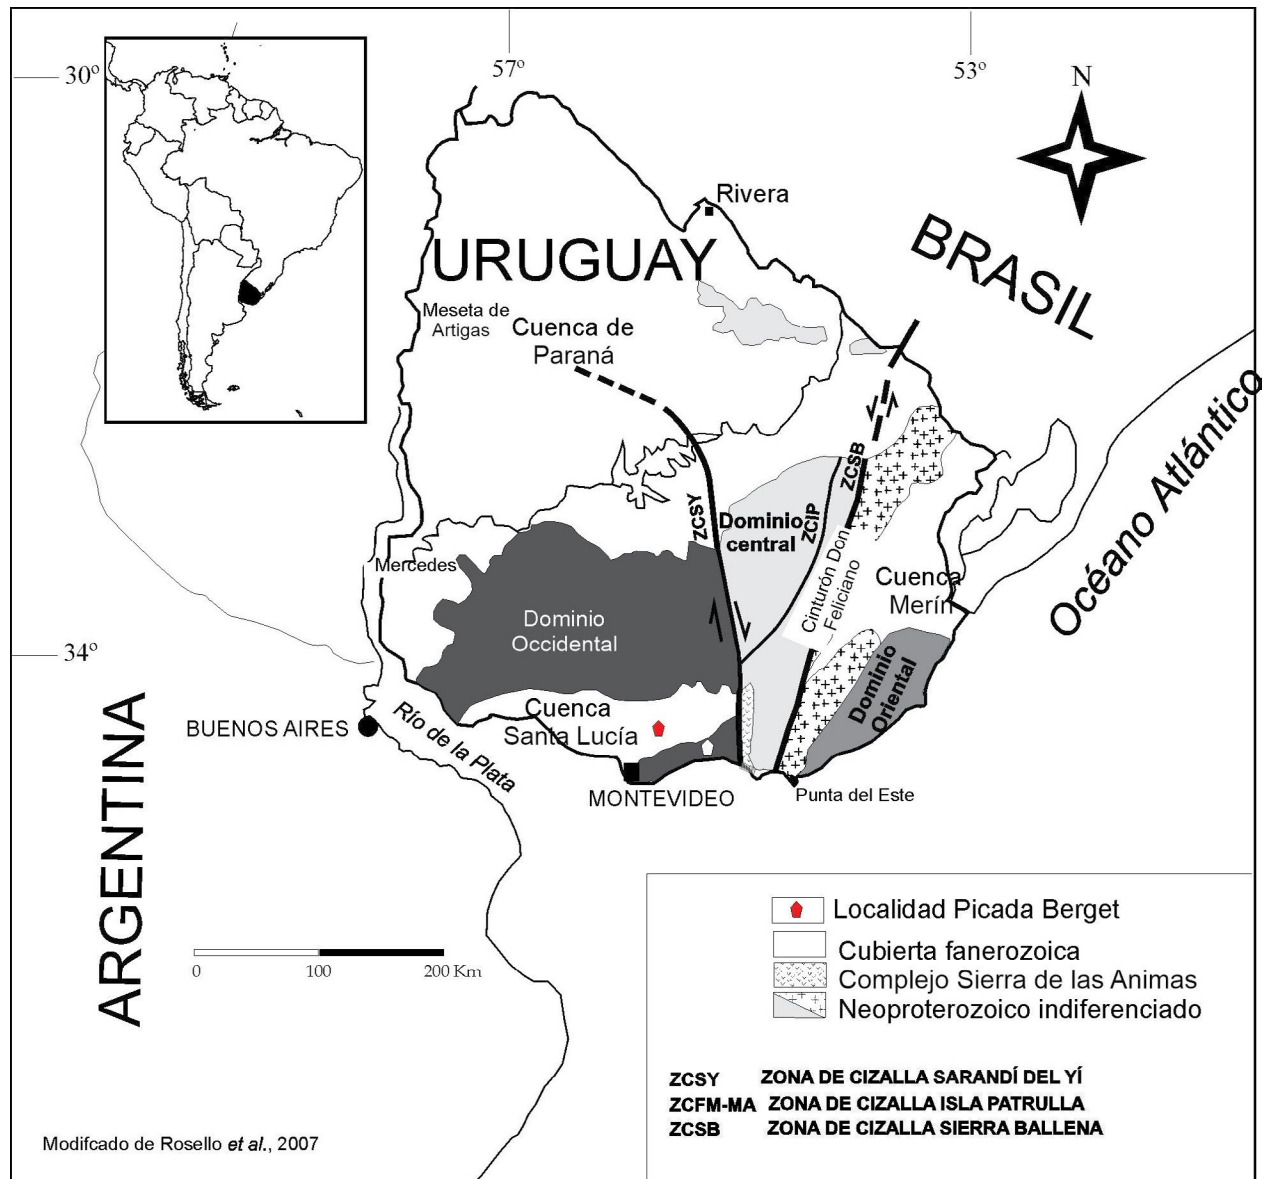 57º
53º
30º
N
Rivera
URUGUAY
BRASIL
Meseta de
Artigas
Cuenca de
Paraná
Océano Atlántico
ZCSB
ZCSY
ZCIP
Dominio
central
Cinturón Don
Feliciano
Mercedes
Cuenca
Merín
Dominio
Occidental
34º
Dominio
Oriental
ARGENTINA
BUENOS AIRES
Río de la Plata
Cuenca
Santa Lucía
MONTEVIDEO
Punta del Este
0 100 200 Km
Localidad Picada Berget
Cubierta fanerozoica
Complejo Sierra de las Animas
Neoproterozoico indiferenciado
ZCSY ZONA DE CIZALLA SARANDÍ DEL YÍ
ZCFM-MA ZONA DE CIZALLA ISLA PATRULLA
ZCSB ZONA DE CIZALLA SIERRA BALLENA
Modifcado de Rosello et al., 2007